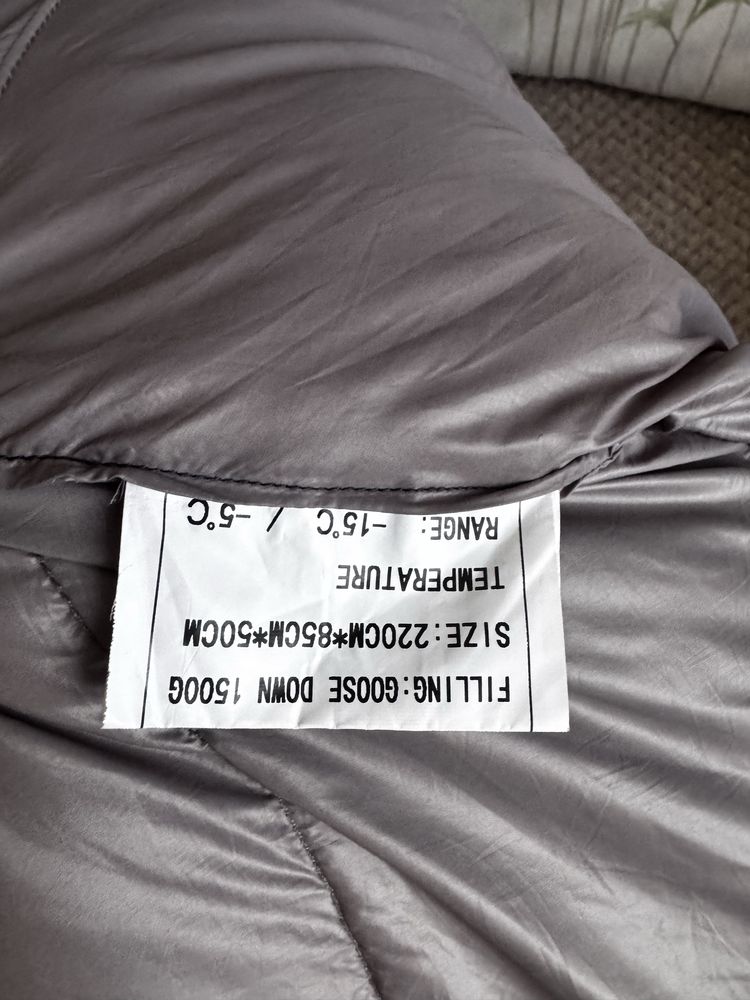 FILLING:GOOSE DOWN 1500G
SIZE:220CM*85CM*50CM
TEMPERATURE
RANGE: -15℃ / -5℃